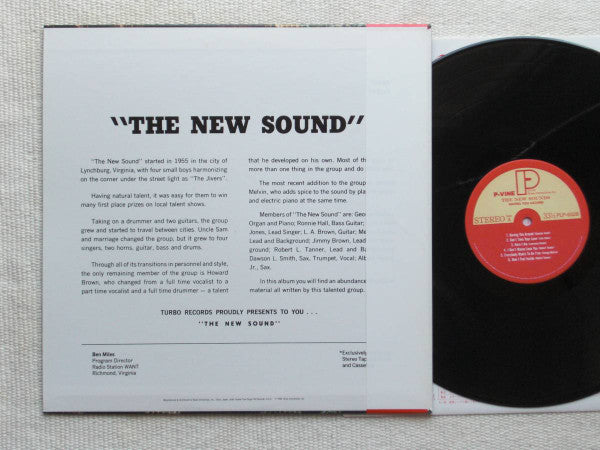 "THE NEW SOUND"
"The New Sound" started in 1955 in the city of
Lynchburg, Virginia, with four small boys harmonizing
on the corner under the street light as "The Jivers".
Having natural talent, it was easy for them to win
many first place prizes on local talent shows.
Taking on a drummer and two guitars, the group
grew and started to travel between cities. Uncle Sam
and marriage changed the group, but it grew to four
singers, two horns, guitar, bass and drums.
Through all of its transitions in personnel and style,
the only remaining member of the group is Howard
Brown, who changed from a full time vocalist to a
part time vocalist and a full time drummer — a talent
that he developed on his own. Most of th
more than one thing in the group and do
The most recent addition to the group
Melvin, who adds spice to the sound by play
and electric piano at the same time.
Members of "The New Sound" are: Geo
Organ and Piano; Ronnie Hall, Bass Guitar;
Jones, Lead Singer; L. A. Brown, Guitar,
Lead and Background; Jimmy Brown, Lead
ground; Robert L. Tanner, Lead and Ba
Dawson L. Smith, Sax, Trumpet, Vocal; Alb
Jr., Sax.
In this album you will find an abundanc
material all written by this talented group.
TURBO RECORDS PROUDLY PRESENTS TO YOU . . .
"THE NEW SOUND"
Ben Miles
Program Director
Radio Station WANT
Richmond, Virginia
*Exclusively
Stereo Tap
and Casset
P-VINE
THE NEW SOUND
STEREO
33⅓